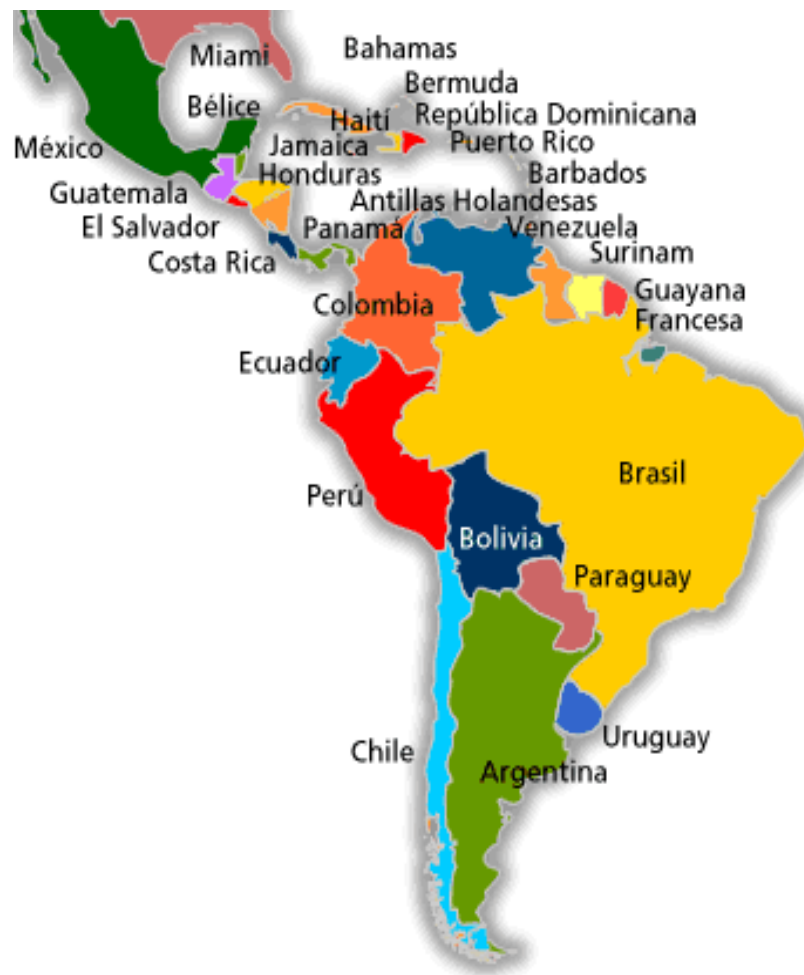 Miami
Bahamas
Bermuda
Bélice
Haití
República Dominicana
México
Jamaica
Puerto Rico
Guatemala
Honduras
Barbados
El Salvador
Antillas Holandesas
Panamá
Venezuela
Costa Rica
Surinam
Colombia
Guayana
Francesa
Ecuador
Perú
Brasil
Bolivia
Paraguay
Chile
Uruguay
Argentina